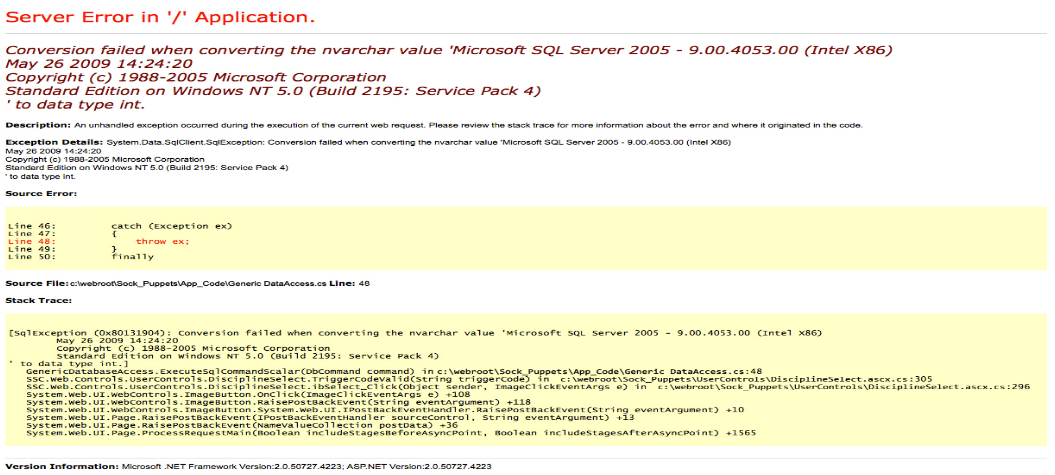 Server Error in '/' Application.
Conversion failed when converting the nvarchar value 'Microsoft SQL Server 2005 - 9.00.4053.00 (Intel X86)
May 26 2009 14:24:20
Copyright (c) 1988-2005 Microsoft Corporation
Standard Edition on Windows NT 5.0 (Build 2195: Service Pack 4)
' to data type int.
Description: An unhandled exception occurred during the execution of the current web request. Please review the stack trace for more information about the error and where it originated in the code.
Exception Details: System.Data.SqlClient.SqlException: Conversion failed when converting the nvarchar value 'Microsoft SQL Server 2005 - 9.00.4053.00 (Intel X86)
May 26 2009 14:24:20
Copyright (c) 1988-2005 Microsoft Corporation
Standard Edition on Windows NT 5.0 (Build 2195: Service Pack 4)
' to data type int.
Source Error:
Line 46: catch (Exception ex)
Line 47: {
Line 48: throw ex;
Line 49: }
Line 50: finally
Source File: c:\webroot\Sock_Puppets\App_Code\Generic DataAccess.cs Line: 48
Stack Trace:
[SqlException (0x80131904): Conversion failed when converting the nvarchar value 'Microsoft SQL Server 2005 - 9.00.4053.00 (Intel X86)
May 26 2009 14:24:20
Copyright (c) 1988-2005 Microsoft Corporation
Standard Edition on Windows NT 5.0 (Build 2195: Service Pack 4)
' to data type int.]
GenericDatabaseAccess.ExecuteSqlCommandScalar(DbCommand command) in c:\webroot\Sock_Puppets\App_Code\Generic DataAccess.cs:48
SSC.Web.Controls.UserControls.DisciplineSelect.TriggerCodeValid(String triggerCode) in c:\webroot\Sock_Puppets\UserControls\DisciplineSelect.ascx.cs:305
SSC.Web.Controls.UserControls.DisciplineSelect.ibSelect_Click(Object sender, ImageClickEventArgs e) in c:\webroot\Sock_Puppets\UserControls\DisciplineSelect.ascx.cs:296
System.Web.UI.WebControls.ImageButton.OnClick(ImageClickEventArgs e) +108
System.Web.UI.WebControls.ImageButton.RaisePostBackEvent(String eventArgument) +118
System.Web.UI.WebControls.ImageButton.System.Web.UI.IPostBackEventHandler.RaisePostBackEvent(String eventArgument) +10
System.Web.UI.Page.RaisePostBackEvent(IPostBackEventHandler sourceControl, String eventArgument) +13
System.Web.UI.Page.RaisePostBackEvent(NameValueCollection postData) +36
System.Web.UI.Page.ProcessRequestMain(Boolean includeStagesBeforeAsyncPoint, Boolean includeStagesAfterAsyncPoint) +1565
Version Information: Microsoft .NET Framework Version:2.0.50727.4223; ASP.NET Version:2.0.50727.4223